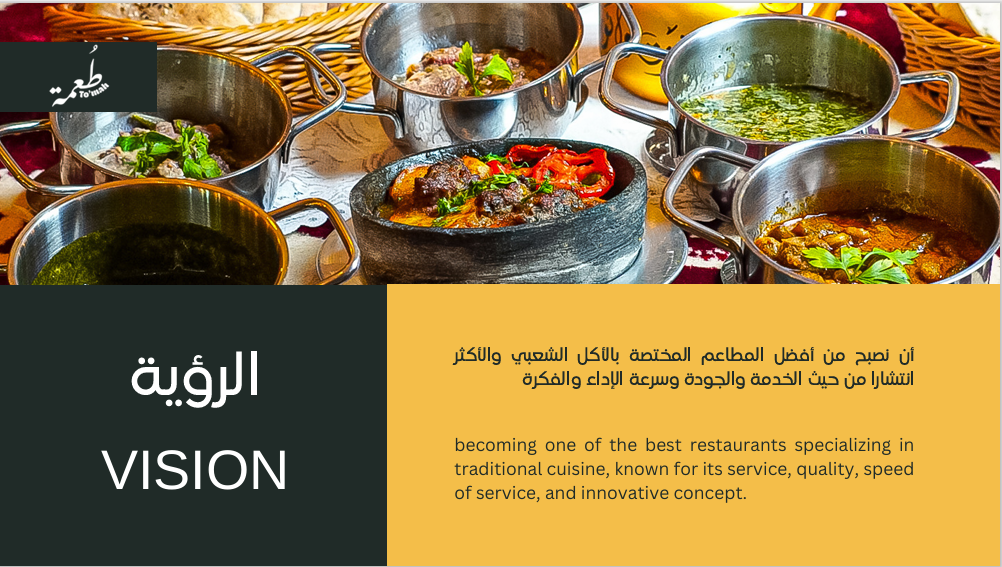 طُعمة
To'mah
الرؤية
VISION
أن نصبح من أفضل المطاعم المختصة بالأكل الشعبي والأكثر
انتشارا من حيث الخدمة والجودة وسرعة الإداء والفكرة
becoming one of the best restaurants specializing in
traditional cuisine, known for its service, quality, speed
of service, and innovative concept.